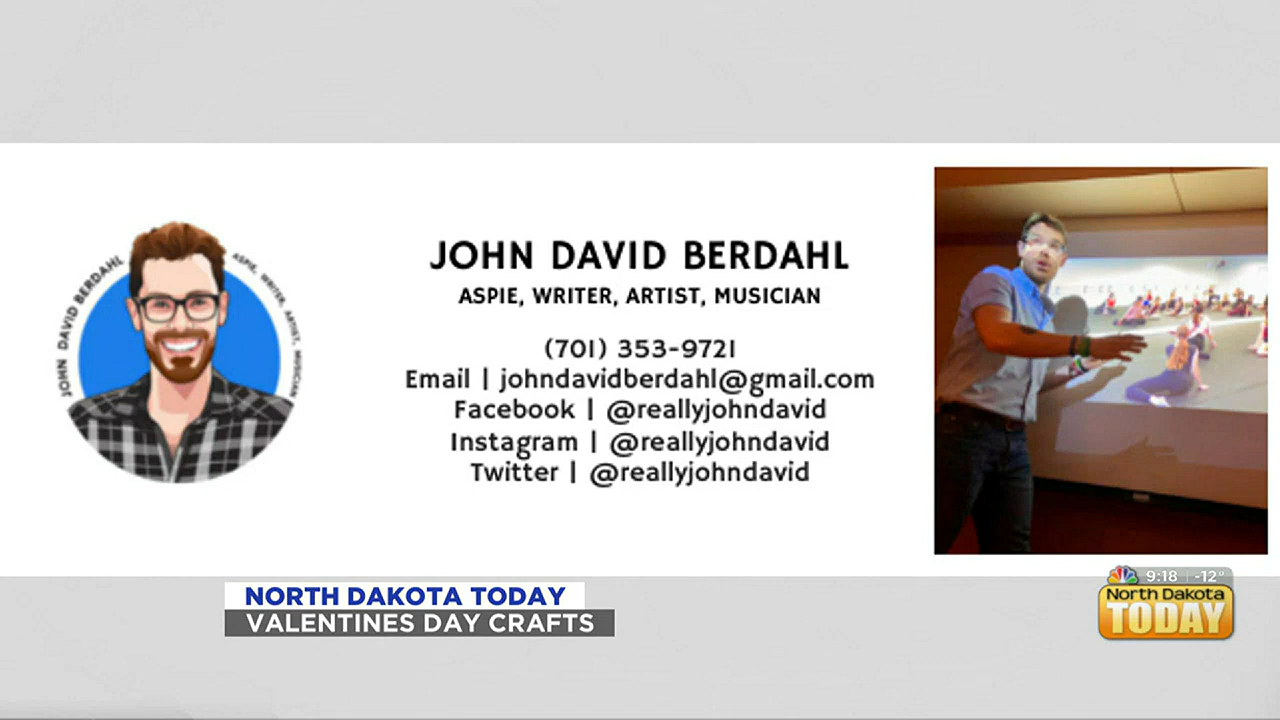 JOHN DAVID BERDAHL
ASPIE, WRITER, ARTIST, MUSICIAN
JOHN DAVID BERDAHL
ASPIE, WRITER, ARTIST, MUSICIAN
(701) 353-9721
Email | johndavidberdahl@gmail.com
Facebook | @reallyjohndavid
Instagram | @reallyjohndavid
Twitter | @reallyjohndavid
NORTH DAKOTA TODAY
VALENTINES DAY CRAFTS
9:18 -12°
North Dakota
TODAY